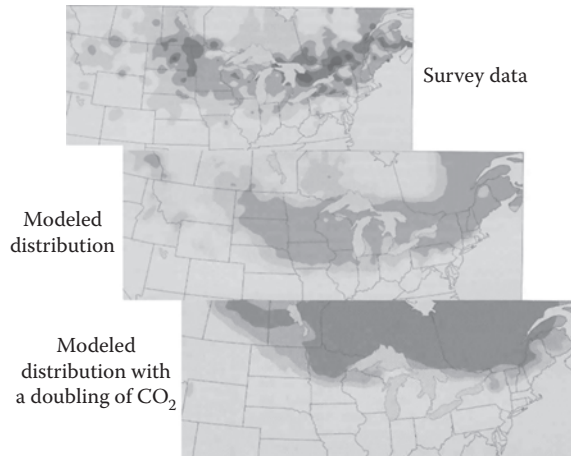 Survey data
Modeled
distribution
Modeled
distribution with
a doubling of CO₂